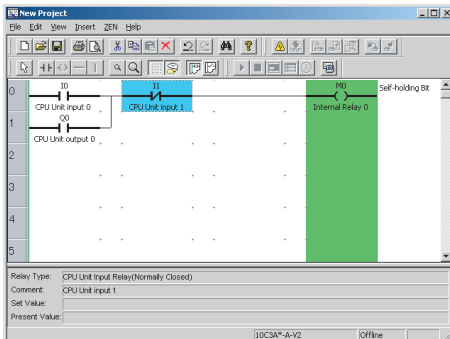 New Project
File Edit View Insert ZEN Help
0 I0 I1 M0 Self-holding Bit
CPU Unit input 0 CPU Unit input 1 Internal Relay 0
1 Q0
CPU Unit output 0
2
3
4
5
Relay Type: CPU Unit Input Relay(Normally Closed)
Comment: CPU Unit input 1
Set Value:
Present Value:
10C3A*-A-V2 Offline